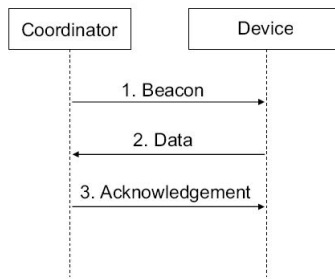 Coordinator
Device
1. Beacon
2. Data
3. Acknowledgement